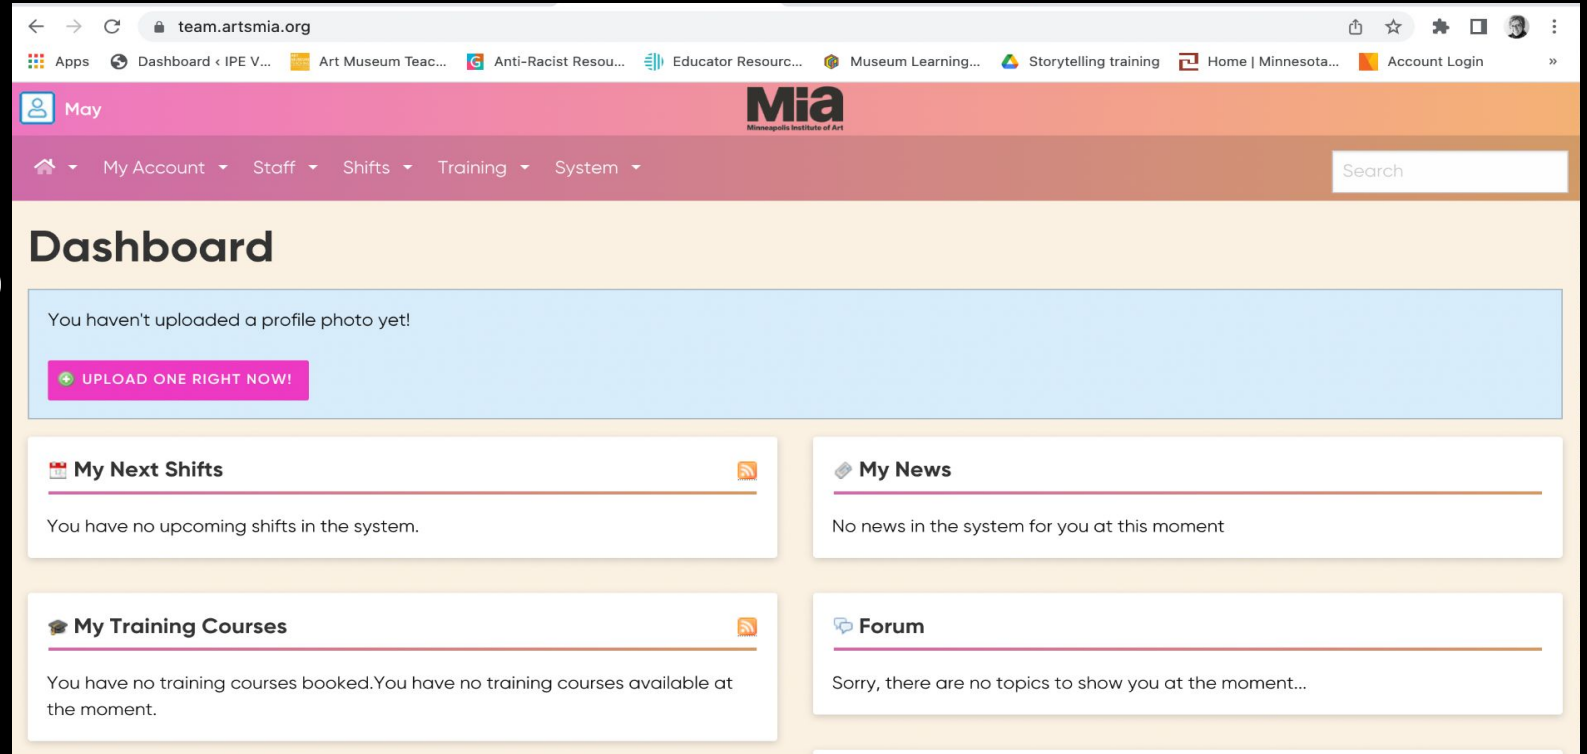 team.artsmia.org
Apps Dashboard < IPE V... Art Museum Teac... Anti-Racist Resou... Educator Resourc... Museum Learning... Storytelling training Home | Minnesota... Account Login »
May
Mia
Minneapolis Institute of Art
My Account Staff Shifts Training System Search
Dashboard
You haven't uploaded a profile photo yet!
UPLOAD ONE RIGHT NOW!
My Next Shifts
You have no upcoming shifts in the system.
My News
No news in the system for you at this moment
My Training Courses
You have no training courses booked.You have no training courses available at
the moment.
Forum
Sorry, there are no topics to show you at the moment...